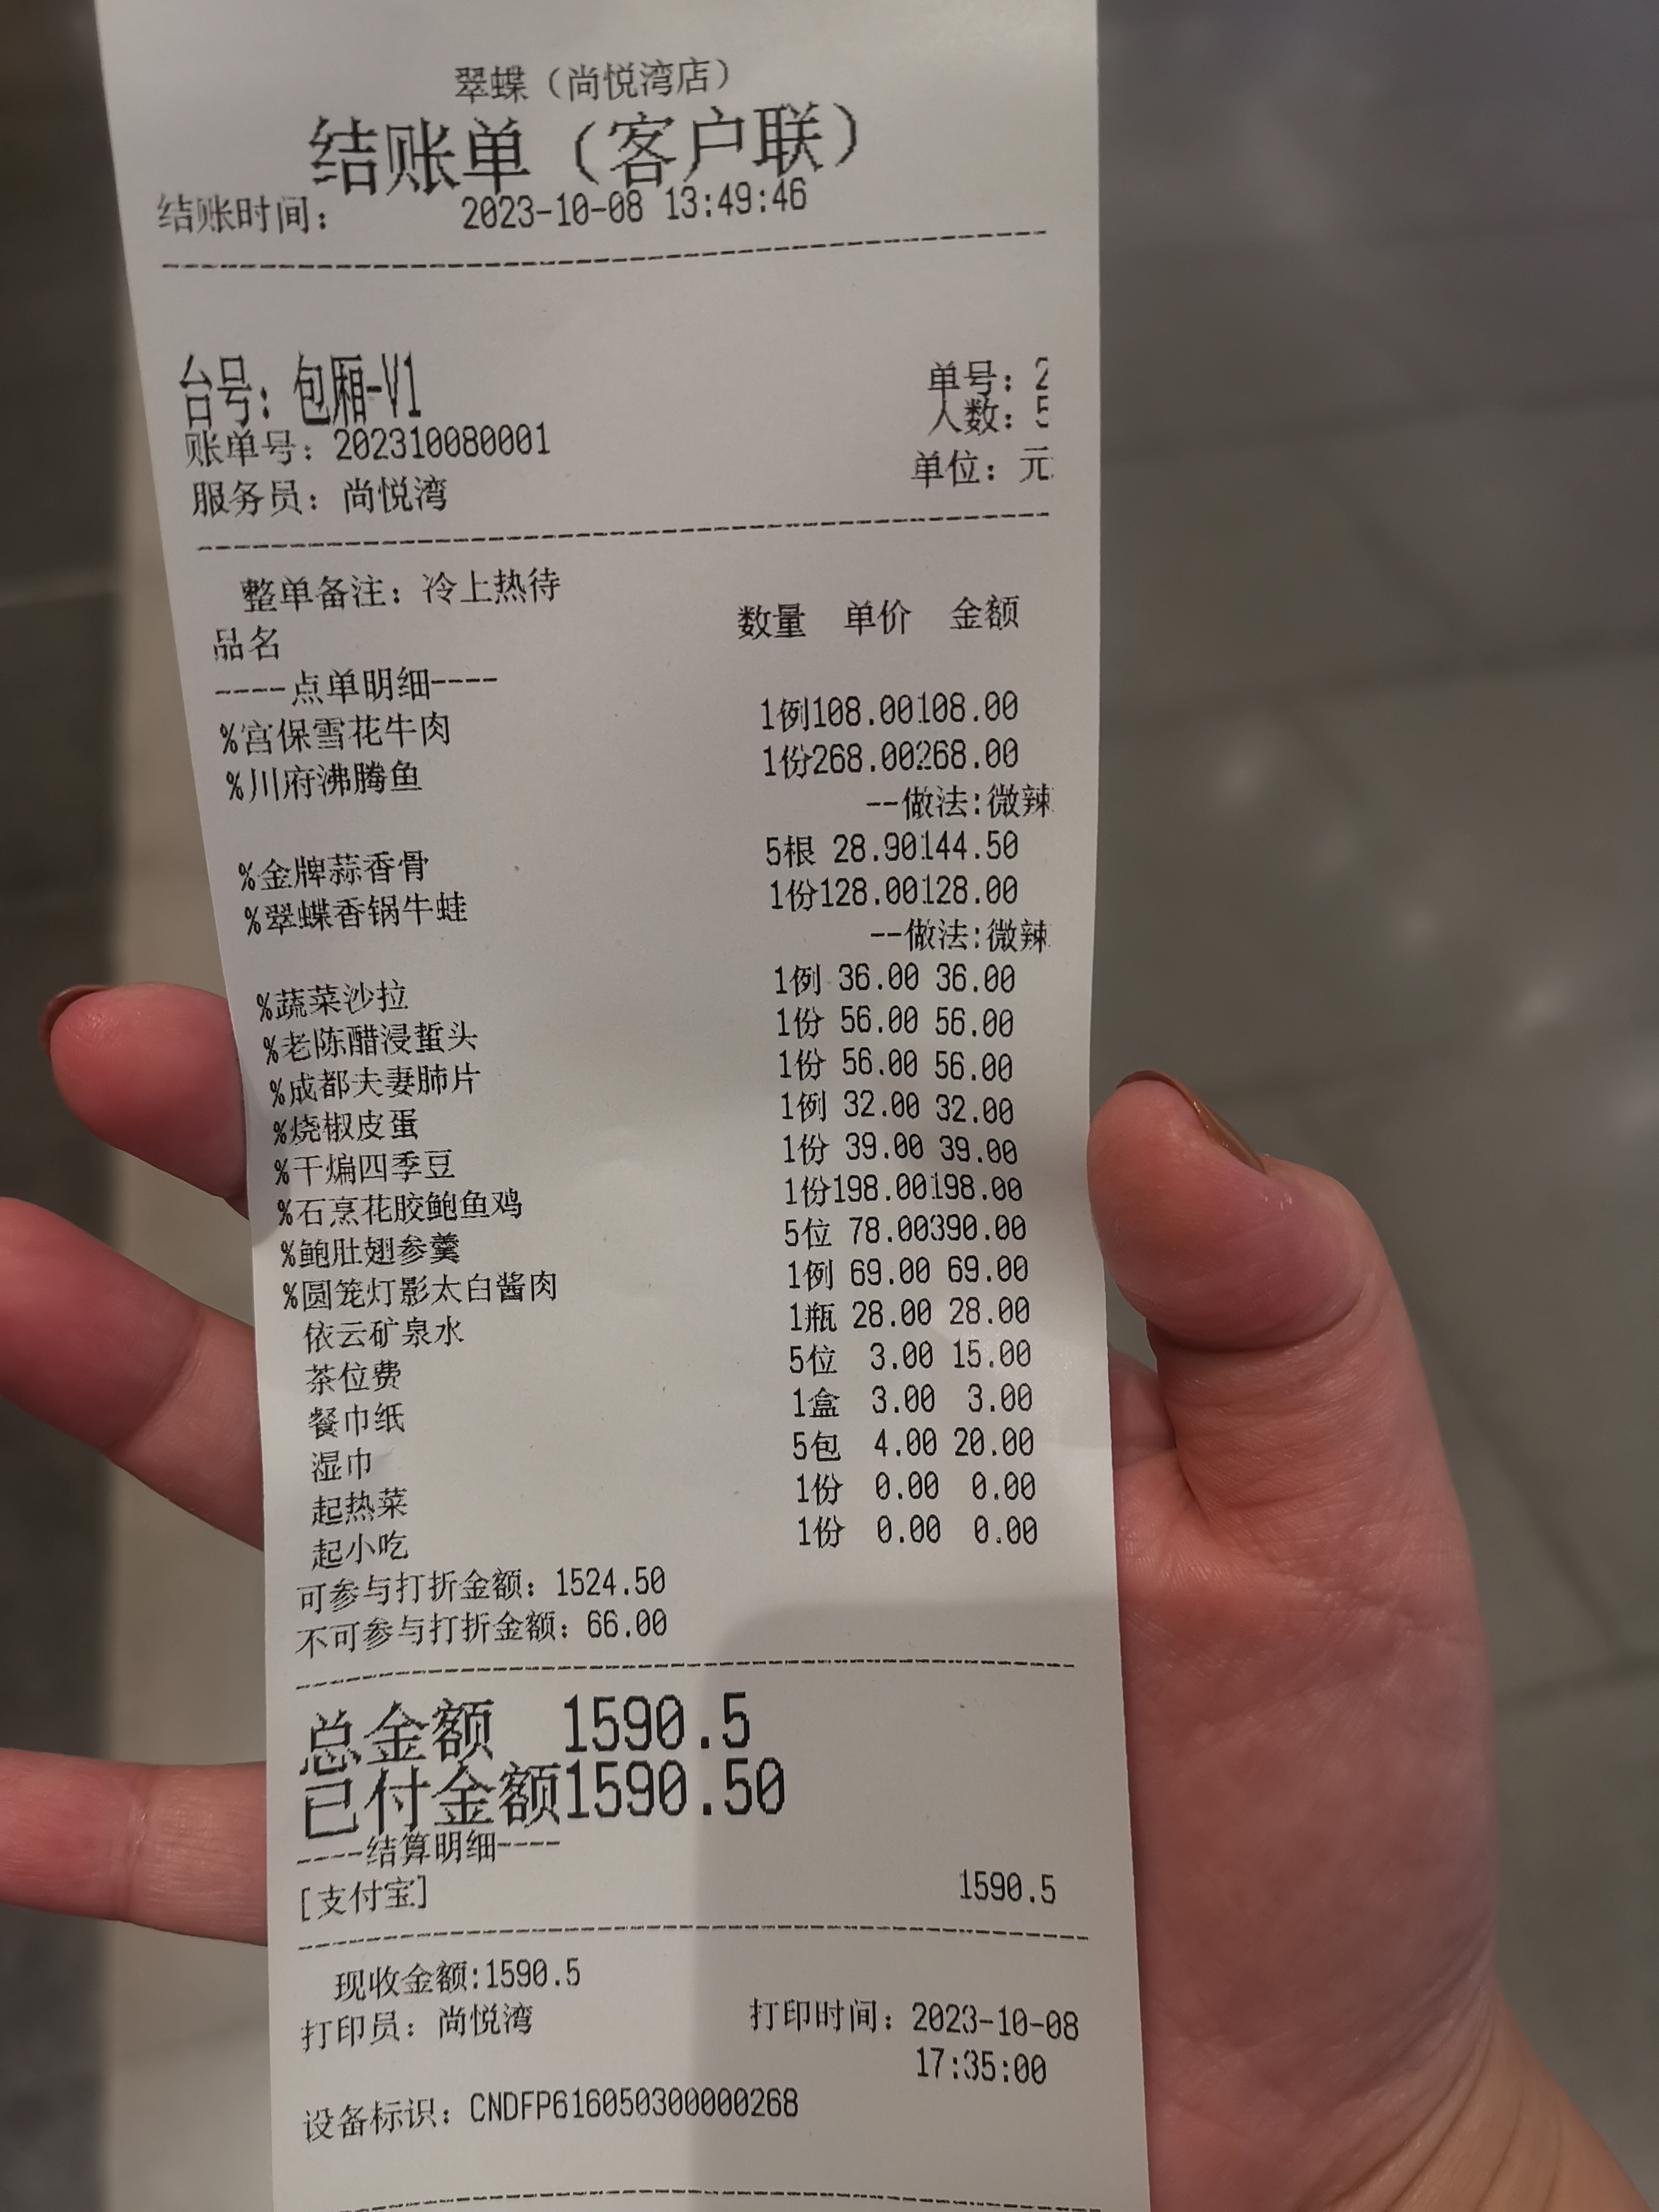 翠蝶（尚悦湾店）
结账单（客户联）
结账时间： 2023-10-08 13:49:46
台号：包厢-V1
单号：2
人数：5
账单号：202310080001
单位：元
服务员：尚悦湾
整单备注：冷上热待
品名 数量 单价 金额
----点单明细----
%宫保雪花牛肉 1例108.00108.00
%川府沸腾鱼 1份268.00268.00
--做法:微辣
%金牌蒜香骨 5根 28.90144.50
%翠蝶香锅牛蛙 1份128.00128.00
--做法:微辣
%蔬菜沙拉 1例 36.00 36.00
%老陈醋浸蜇头 1份 56.00 56.00
%成都夫妻肺片 1份 56.00 56.00
%烧椒皮蛋 1例 32.00 32.00
%干煸四季豆 1份 39.00 39.00
%石烹花胶鲍鱼鸡 1份198.00198.00
%鲍肚翅参羹 5位 78.00390.00
%圆笼灯影太白酱肉 1例 69.00 69.00
依云矿泉水 1瓶 28.00 28.00
茶位费 5位 3.00 15.00
餐巾纸 1盒 3.00 3.00
湿巾 5包 4.00 20.00
起热菜 1份 0.00 0.00
起小吃 1份 0.00 0.00
可参与打折金额：1524.50
不可参与打折金额：66.00
总金额 1590.5
已付金额1590.50
----结算明细----
[支付宝] 1590.5
现收金额:1590.5
打印员：尚悦湾 打印时间：2023-10-08
17:35:00
设备标识：CNDFP616050300000268